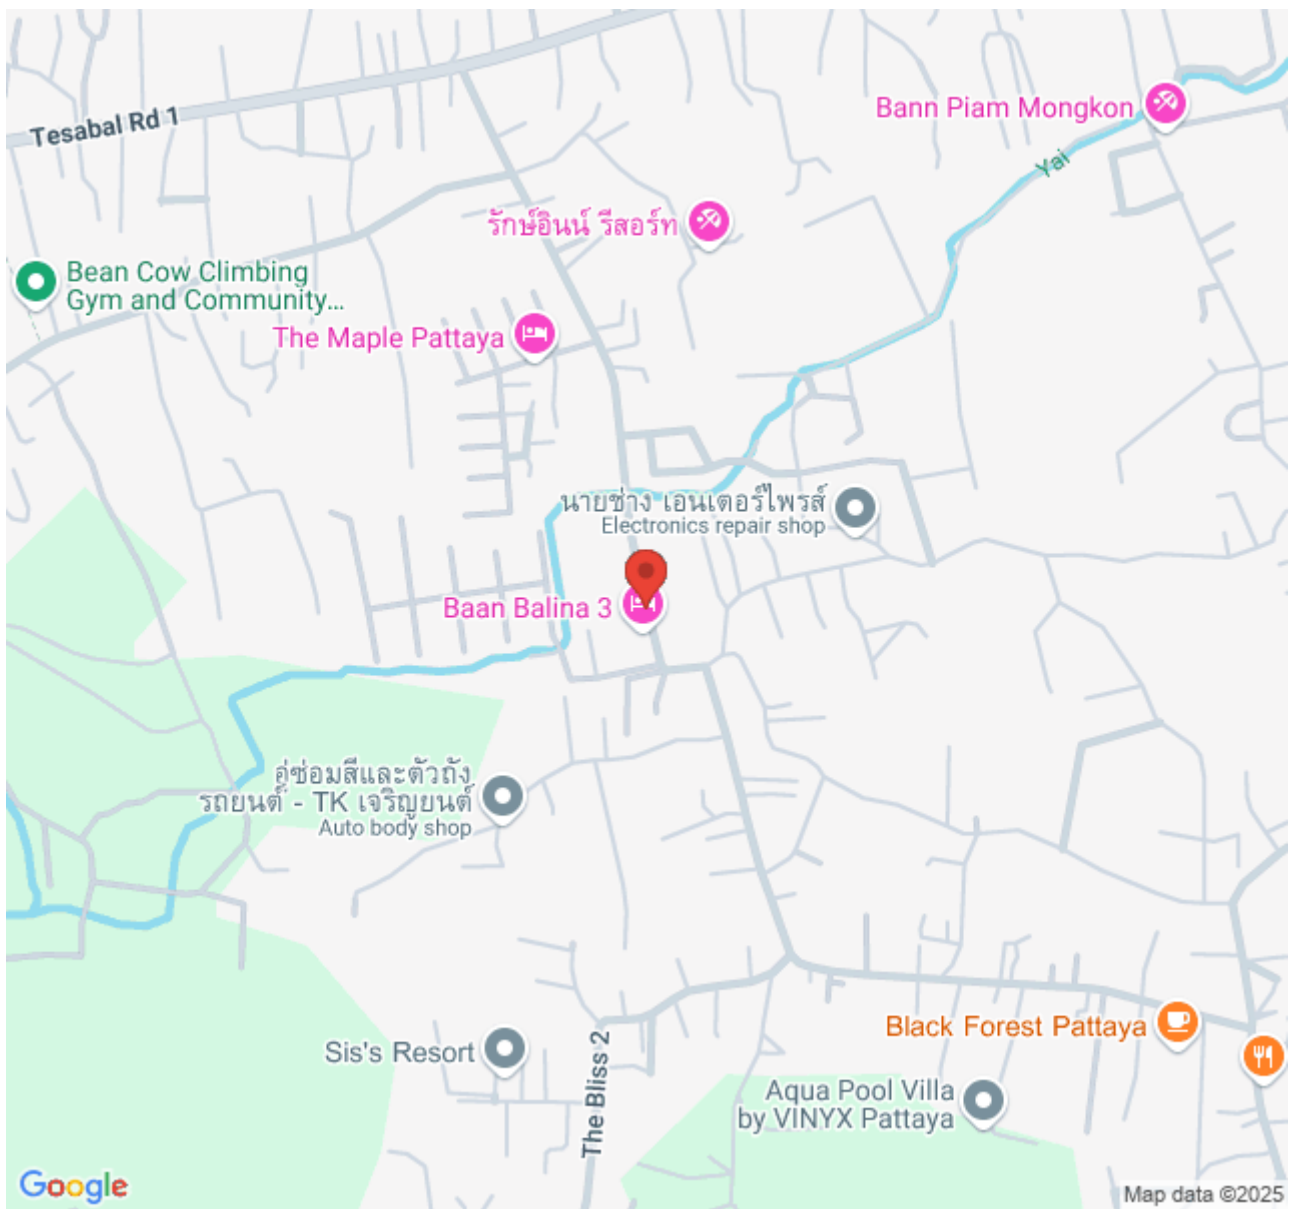 Tesabal Rd 1
Bann Piam Mongkon
Yai
รักษ์อินน์ รีสอร์ท
Bean Cow Climbing
Gym and Community...
The Maple Pattaya
นายช่าง เอนเตอร์ไพรส์
Electronics repair shop
Baan Balina 3
อู่ซ่อมสีและตัวถัง
รถยนต์ - TK เจริญยนต์
Auto body shop
Black Forest Pattaya
Sis's Resort
The Bliss 2
Aqua Pool Villa
by VINYX Pattaya
Google
Map data ©2025